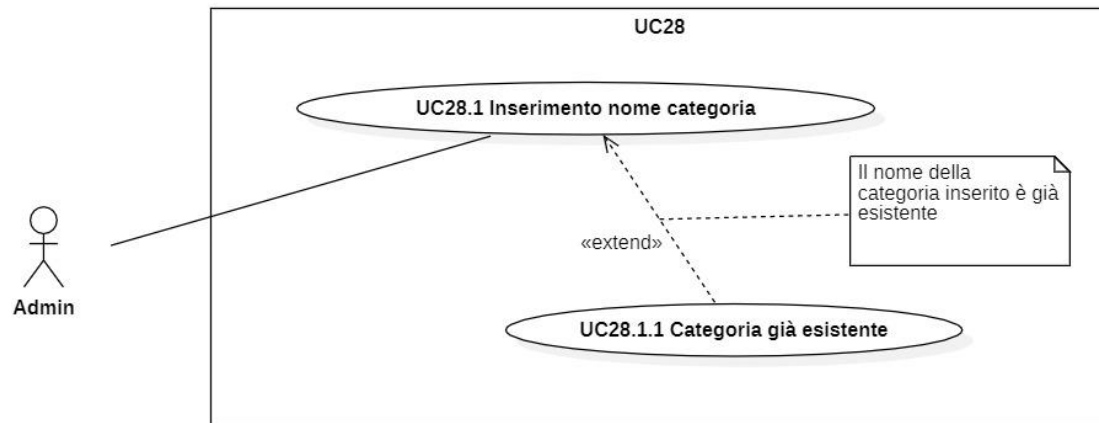 UC28
UC28.1 Inserimento nome categoria
Il nome della
categoria inserito è già
esistente
«extend»
Admin
UC28.1.1 Categoria già esistente